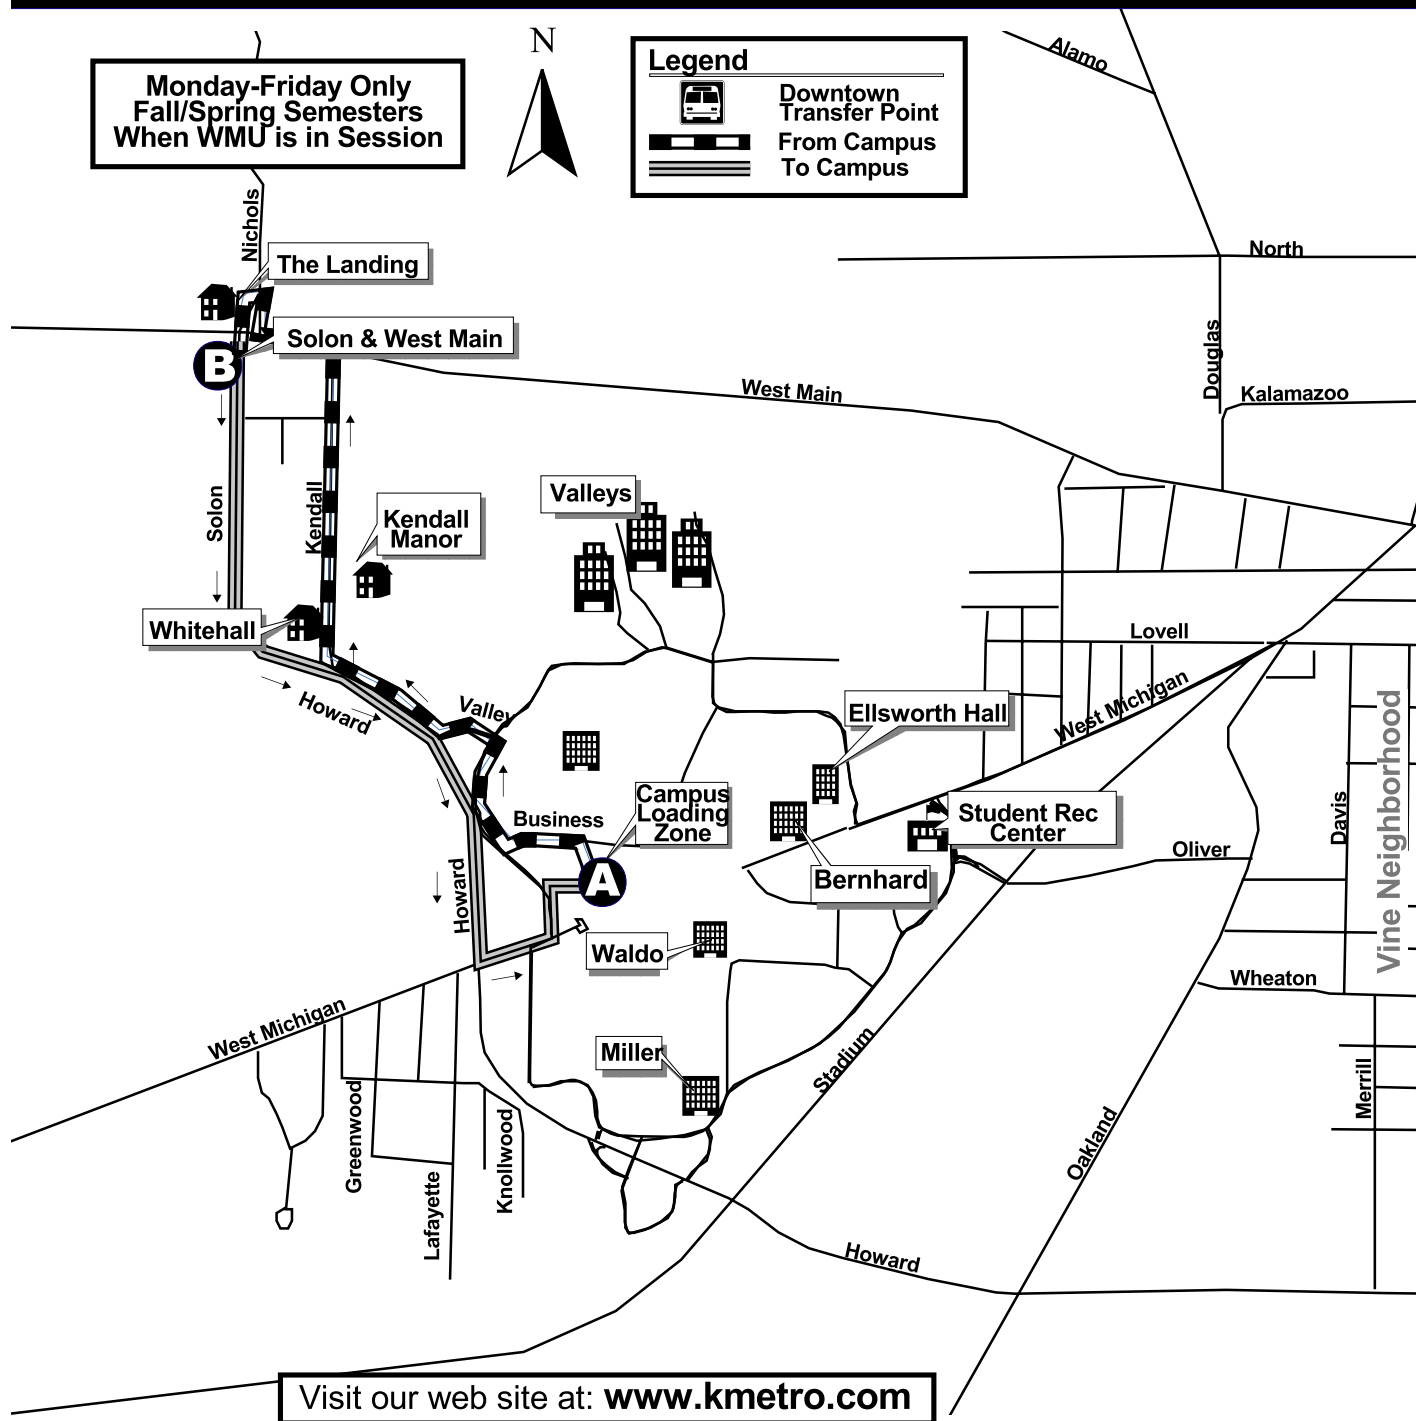 N
Alamo
Monday-Friday Only
Fall/Spring Semesters
When WMU is in Session
Legend
Downtown
Transfer Point
From Campus
To Campus
Nichols
The Landing
North
Solon & West Main
B
Douglas
West Main
Kalamazoo
Solon
Kendall
Kendall
Manor
Valleys
Whitehall
Lovell
Howard
Valley
West Michigan
Ellsworth Hall
Vine Neighborhood
Campus
Loading
Zone
Business
Student Rec
Center
Davis
Oliver
A
Bernhard
Howard
Waldo
Wheaton
West Michigan
Miller
Stadium
Merrill
Greenwood
Knollwood
Lafayette
Oakland
Howard
Visit our web site at: www.kmetro.com